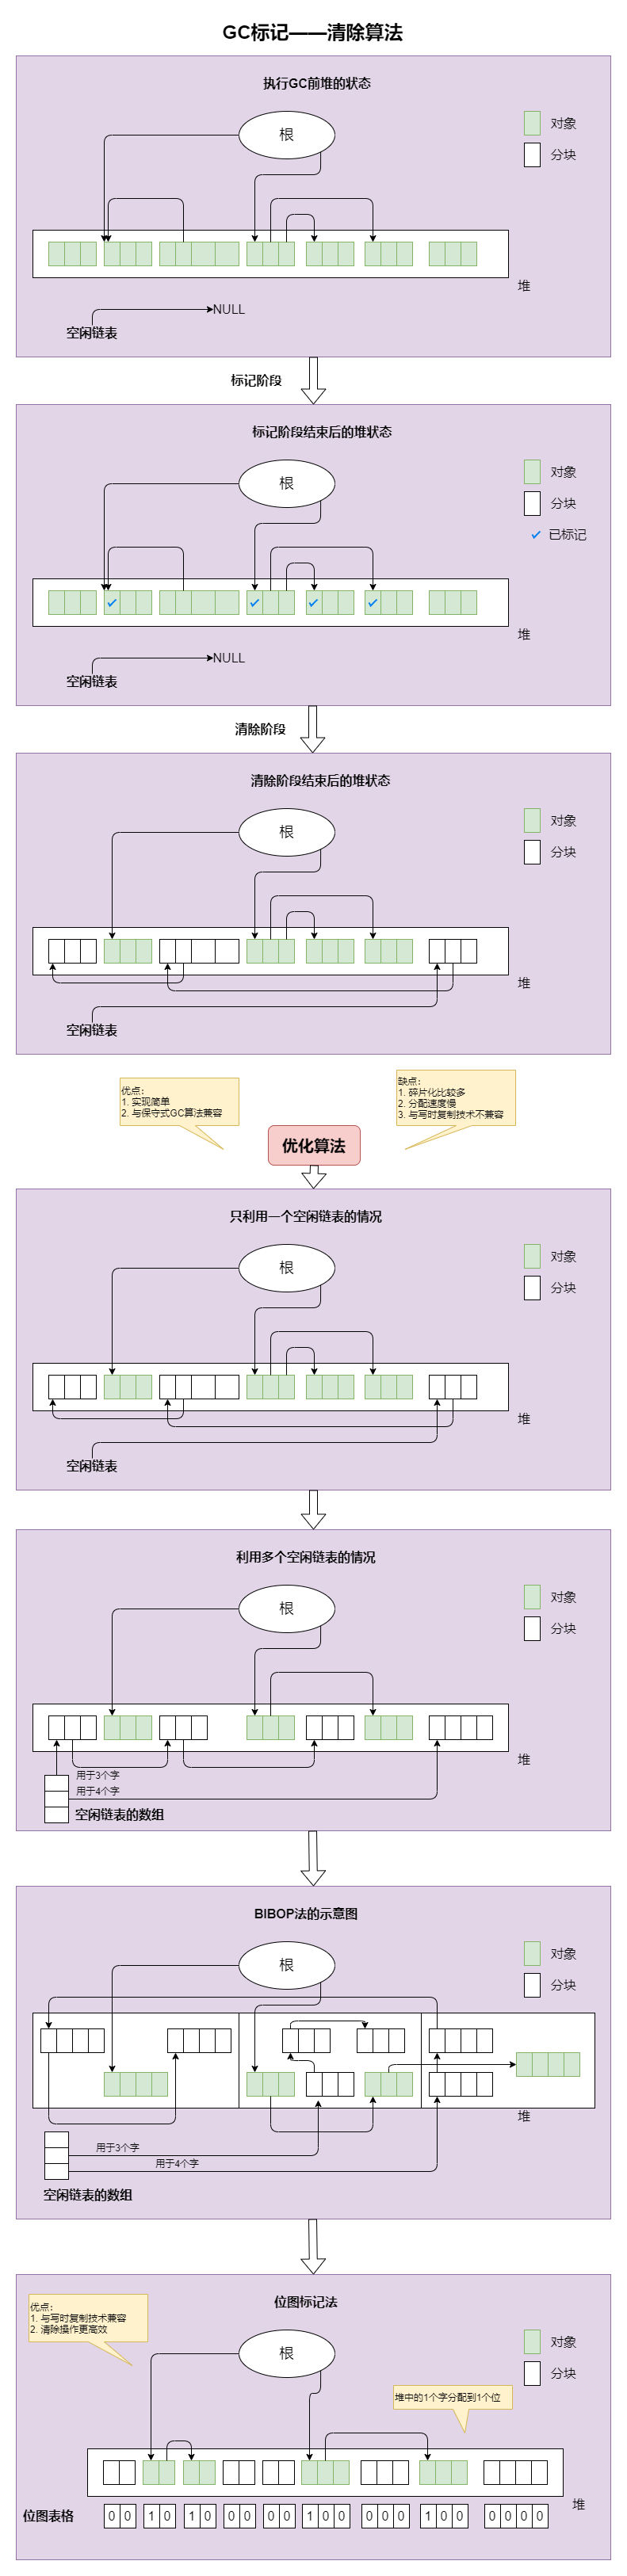 GC标记——清除算法
执行GC前堆的状态
根
对象
分块
堆
NULL
空闲链表
标记阶段
标记阶段结束后的堆状态
根
对象
分块
已标记
堆
NULL
空闲链表
清除阶段
清除阶段结束后的堆状态
根
对象
分块
堆
空闲链表
优点：
1. 实现简单
2. 与保守式GC算法兼容
缺点：
1. 碎片化比较多
2. 分配速度慢
3. 与写时复制技术不兼容
优化算法
只利用一个空闲链表的情况
根
对象
分块
堆
空闲链表
利用多个空闲链表的情况
根
对象
分块
堆
用于3个字
用于4个字
空闲链表的数组
BIBOP法的示意图
根
对象
分块
堆
用于3个字
用于4个字
空闲链表的数组
位图标记法
优点：
1. 与写时复制技术兼容
2. 清除操作更高效
根
对象
分块
堆中的1个字分配到1个位
堆
位图表格
0 0 1 0 1 0 0 0 0 0 1 0 0 0 0 0 1 0 0 0 0 0 0